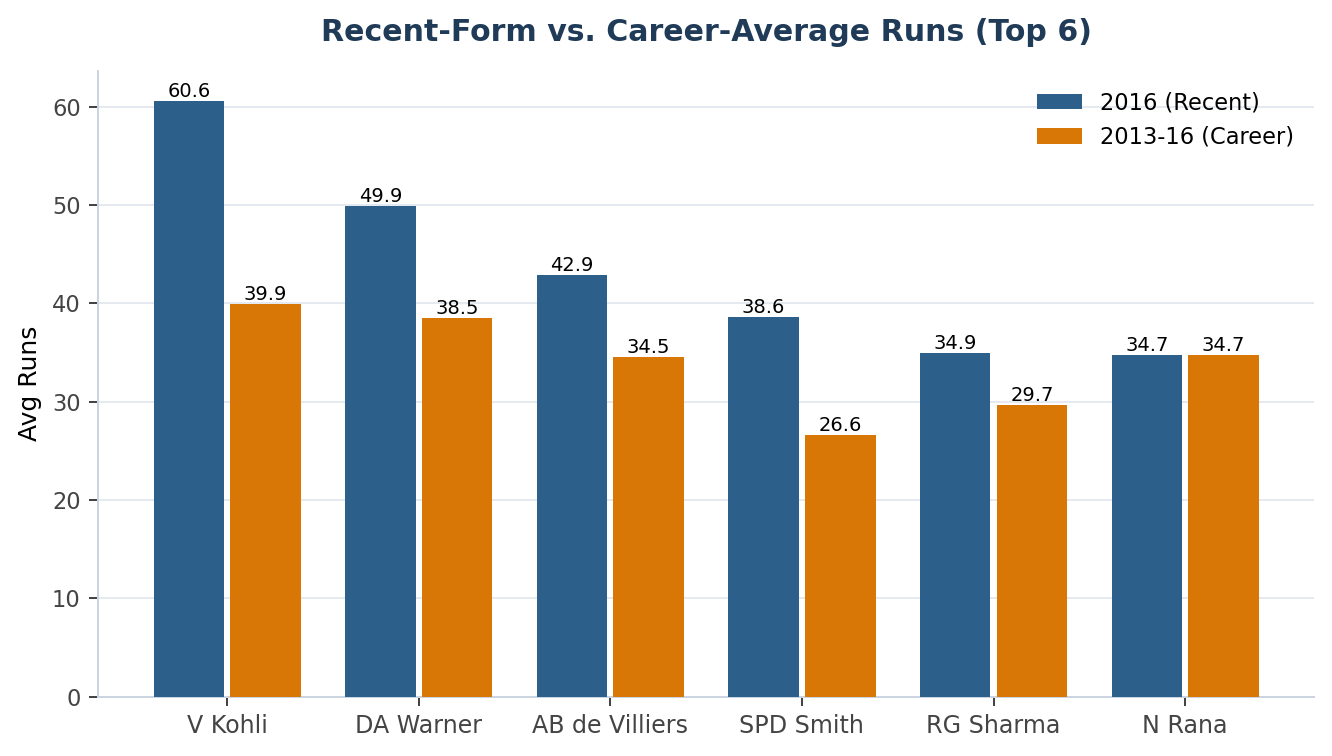 Recent-Form vs. Career-Average Runs (Top 6)
2016 (Recent)
2013-16 (Career)
Avg Runs
60
50
40
30
20
10
0
60.6
39.9
49.9
38.5
42.9
34.5
38.6
26.6
34.9
29.7
34.7
34.7
V Kohli
DA Warner
AB de Villiers
SPD Smith
RG Sharma
N Rana